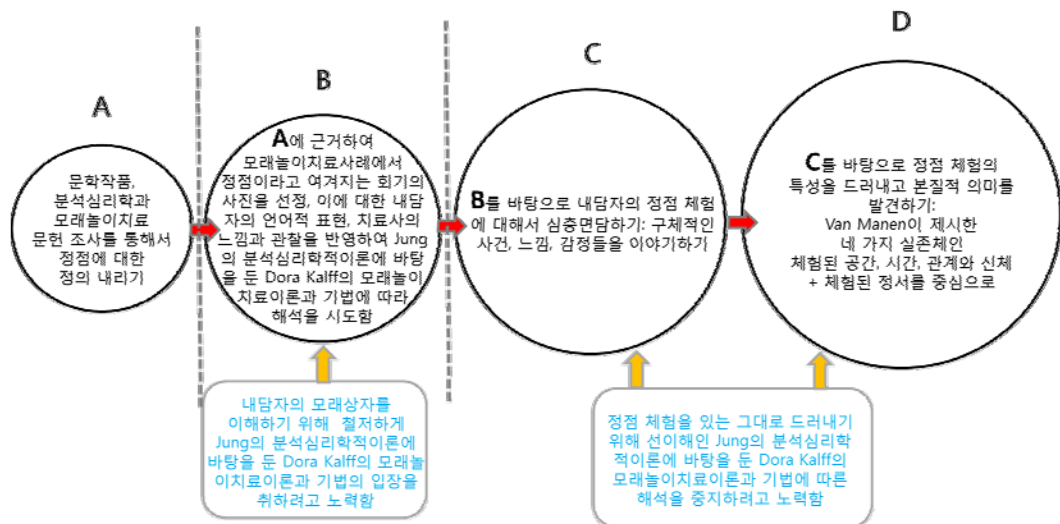 A
문학작품,
분석심리학과
모래놀이치료
문헌 조사를 통해서
정점에 대한
정의 내리기
B
A에 근거하여
모래놀이치료사례에서
정점이라고 여겨지는 회기의
사진을 선정, 이에 대한 내담
자의 언어적 표현, 치료사의
느낌과 관찰을 반영하여 Jung
의 분석심리학적이론에 바탕
을 둔 Dora Kalff의 모래놀이
치료이론과 기법에 따라
해석을 시도함
내담자의 모래상자를
이해하기 위해 철저하게
Jung의 분석심리학적이론에
바탕을 둔 Dora Kalff의 모래놀
이치료이론과 기법의 입장을
취하려고 노력함
C
B를 바탕으로 내담자의 정점 체험
에 대해서 심층면담하기: 구체적인
사건, 느낌, 감정들을 이야기하기
D
C를 바탕으로 정점 체험의
특성을 드러내고 본질적 의미를
발견하기:
Van Manen이 제시한
네 가지 실존체인
체험된 공간, 시간, 관계와 신체
+ 체험된 정서를 중심으로
정점 체험을 있는 그대로 드러내기
위해 선이해인 Jung의 분석심리학
적이론에 바탕을 둔 Dora Kalff의
모래놀이치료이론과 기법에 따른
해석을 중지하려고 노력함